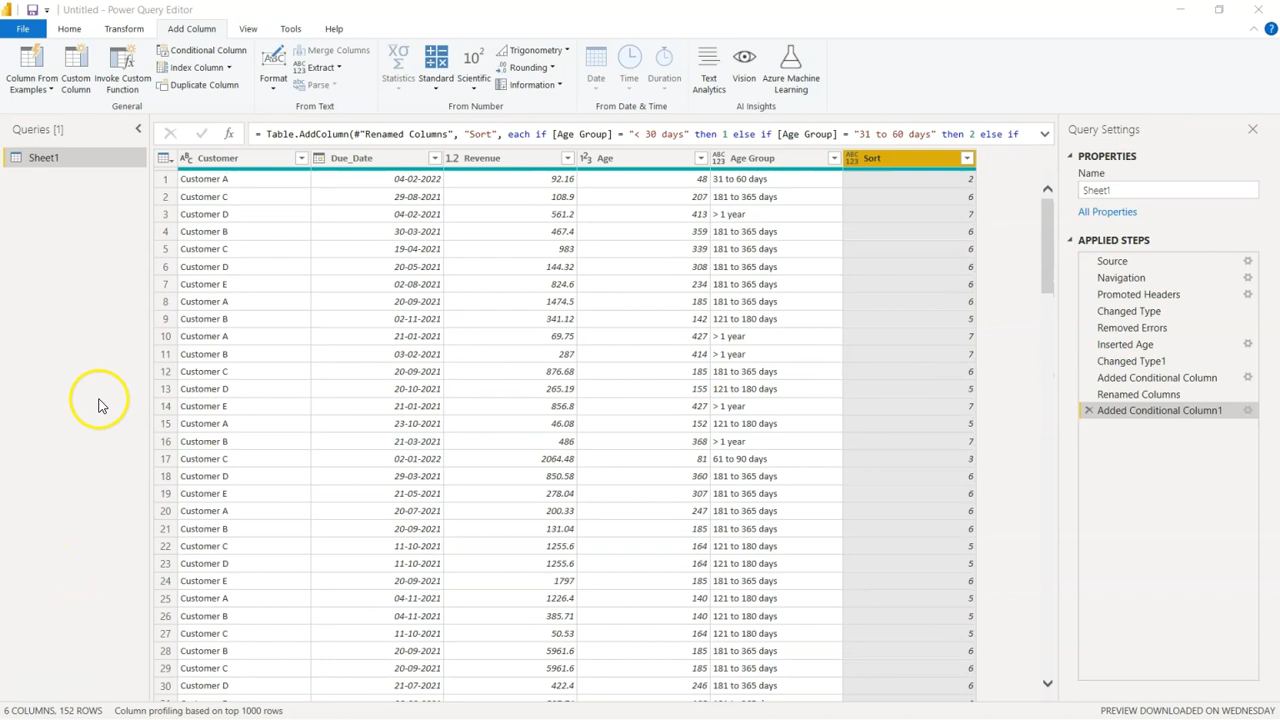 Untitled - Power Query Editor
File Home Transform Add Column View Tools Help
Column From Examples
Custom Column
Invoke Custom Function
Conditional Column
Index Column
Duplicate Column
General
Format
Merge Columns
Extract
Parse
From Text
Statistics
Standard
Scientific
Trigonometry
Rounding
Information
From Number
Date
Time
Duration
From Date & Time
Text Analytics
Vision
Azure Machine Learning
AI Insights
Queries [1]
Sheet1
= Table.AddColumn(#"Renamed Columns", "Sort", each if [Age Group] = "< 30 days" then 1 else if [Age Group] = "31 to 60 days" then 2 else if
Customer Due_Date 1.2 Revenue 123 Age ABC 123 Age Group ABC 123 Sort
1 Customer A 04-02-2022 92.16 48 31 to 60 days 2
2 Customer C 29-08-2021 108.9 207 181 to 365 days 6
3 Customer D 04-02-2021 561.2 413 > 1 year 7
4 Customer B 30-03-2021 467.4 359 181 to 365 days 6
5 Customer C 19-04-2021 983 339 181 to 365 days 6
6 Customer D 20-05-2021 144.32 308 181 to 365 days 6
7 Customer E 02-08-2021 824.6 234 181 to 365 days 6
8 Customer A 20-09-2021 1474.5 185 181 to 365 days 6
9 Customer B 02-11-2021 341.12 142 121 to 180 days 5
10 Customer A 21-01-2021 69.75 427 > 1 year 7
11 Customer B 03-02-2021 287 414 > 1 year 7
12 Customer C 20-09-2021 876.68 185 181 to 365 days 6
13 Customer D 20-10-2021 265.19 155 121 to 180 days 5
14 Customer E 21-01-2021 856.8 427 > 1 year 7
15 Customer A 23-10-2021 46.08 152 121 to 180 days 5
16 Customer B 21-03-2021 486 368 > 1 year 7
17 Customer C 02-01-2022 2064.48 81 61 to 90 days 3
18 Customer D 29-03-2021 850.58 360 181 to 365 days 6
19 Customer E 21-05-2021 278.04 307 181 to 365 days 6
20 Customer A 20-07-2021 200.33 247 181 to 365 days 6
21 Customer B 20-09-2021 131.04 185 181 to 365 days 6
22 Customer C 11-10-2021 1255.6 164 121 to 180 days 5
23 Customer D 11-10-2021 1255.6 164 121 to 180 days 5
24 Customer E 20-09-2021 1797 185 181 to 365 days 6
25 Customer A 04-11-2021 1226.4 140 121 to 180 days 5
26 Customer B 04-11-2021 385.71 140 121 to 180 days 5
27 Customer C 11-10-2021 50.53 164 121 to 180 days 5
28 Customer B 20-09-2021 5961.6 185 181 to 365 days 6
29 Customer C 20-09-2021 5961.6 185 181 to 365 days 6
30 Customer D 21-07-2021 422.4 246 181 to 365 days 6
Query Settings
PROPERTIES
Name
Sheet1
All Properties
APPLIED STEPS
Source
Navigation
Promoted Headers
Changed Type
Removed Errors
Inserted Age
Changed Type1
Added Conditional Column
Renamed Columns
Added Conditional Column1
6 COLUMNS, 152 ROWS Column profiling based on top 1000 rows PREVIEW DOWNLOADED ON WEDNESDAY